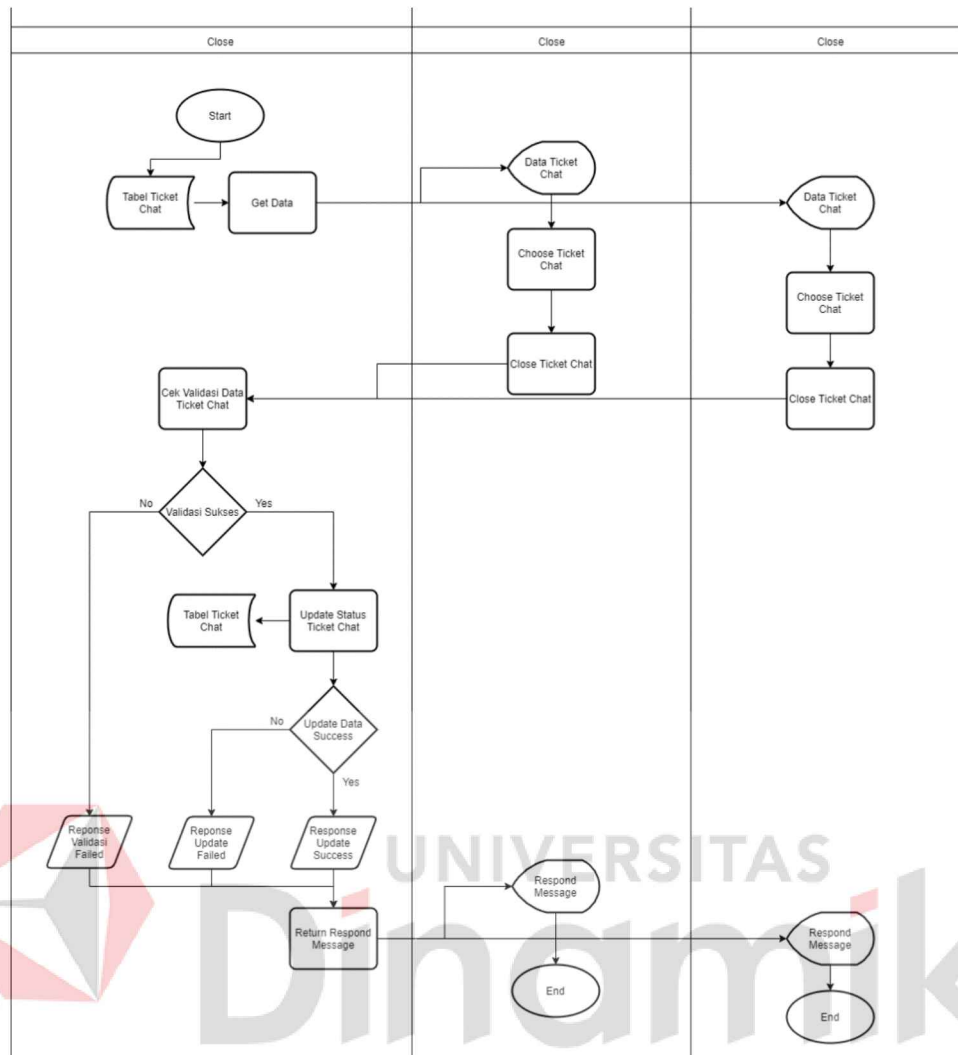 Close
Close
Close
Start
Tabel Ticket
Chat
Get Data
Data Ticket
Chat
Data Ticket
Chat
Choose Ticket
Chat
Choose Ticket
Chat
Close Ticket Chat
Close Ticket Chat
Cek Validasi Data
Ticket Chat
Validasi Sukses
No
Yes
Tabel Ticket
Chat
Update Status
Ticket Chat
Update Data
Success
No
Yes
Reponse
Validasi
Failed
Reponse
Update
Failed
Response
Update
Success
Return Respond
Message
Respond
Message
End
Respond
Message
End
UNIVERSITAS
Dinamik